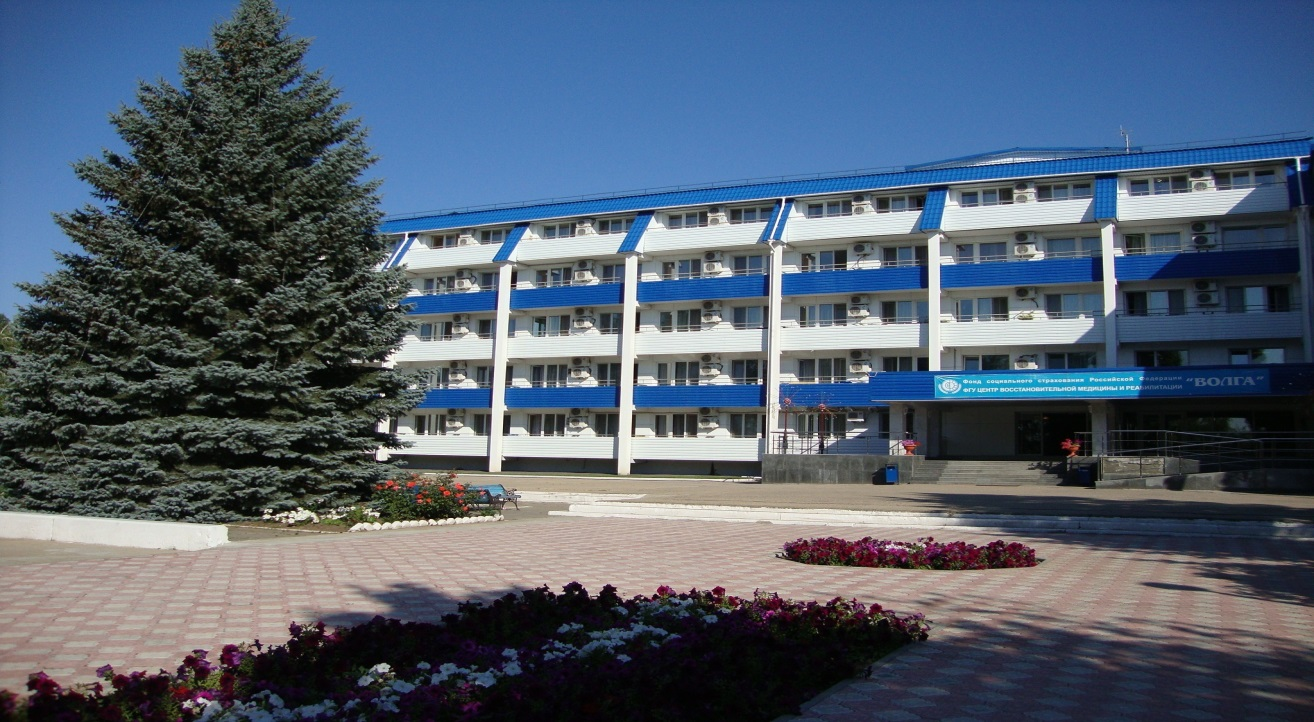 Фонд социального страхования Российской Федерации
ФГУ ЦЕНТР ВОССТАНОВИТЕЛЬНОЙ МЕДИЦИНЫ И РЕАБИЛИТАЦИИ "ВОЛГА"